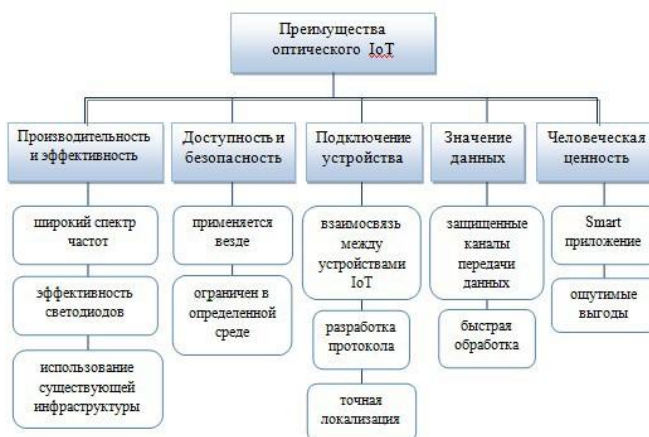 Преимущества
оптического IoT
Производительность
и эффективность
широкий спектр
частот
эффективность
светодиодов
использование
существующей
инфраструктуры
Доступность и
безопасность
применяется
везде
ограничен в
определенной
среде
Подключение
устройства
взаимосвязь
между
устройствами
IoT
разработка
протокола
точная
локализация
Значение
данных
защищенные
каналы
передачи
данных
быстрая
обработка
Человеческая
ценность
Smart
приложение
ощутимые
выгоды